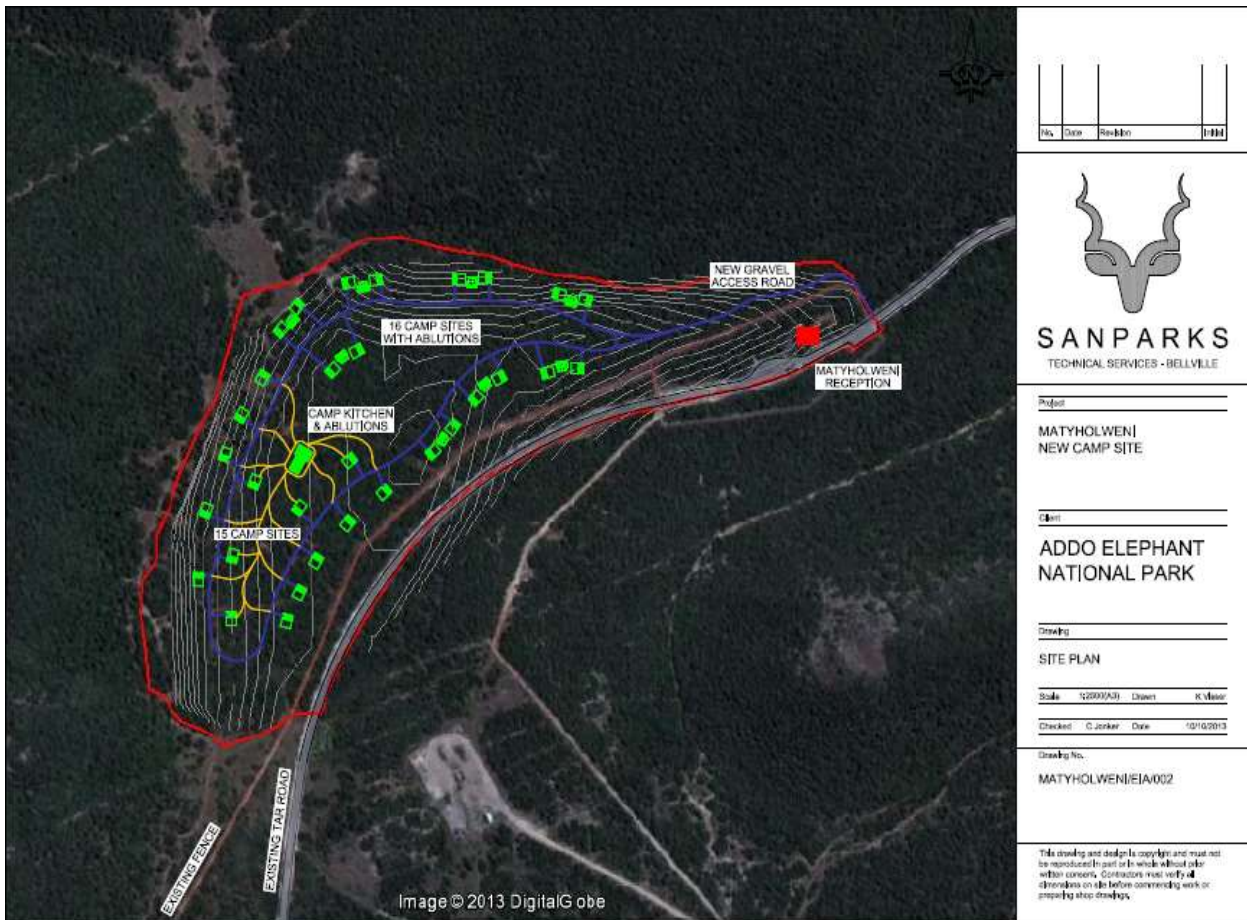 NEW GRAVEL
ACCESS ROAD
16 CAMP SITES
WITH ABLUTIONS
MATYHOLWENI
RECEPTION
CAMP KITCHEN
& ABLUTIONS
15 CAMP SITES
EXISTING FENCE
EXISTING TAR ROAD
Image © 2013 DigitalGlobe
No. Date Revision Initial
SANPARKS
TECHNICAL SERVICES - BELLVILLE
Project
MATYHOLWENI
NEW CAMP SITE
Client
ADDO ELEPHANT
NATIONAL PARK
Drawing
SITE PLAN
Scale 1:2000(A3) Drawn K Visser
Checked C Jonker Date 10/10/2013
Drawing No.
MATYHOLWENI/EIA/002
This drawing and design is copyright and must not
be reproduced in part or in whole without prior
written consent. Contractors must verify all
dimensions on site before commencing work or
preparing shop drawings.